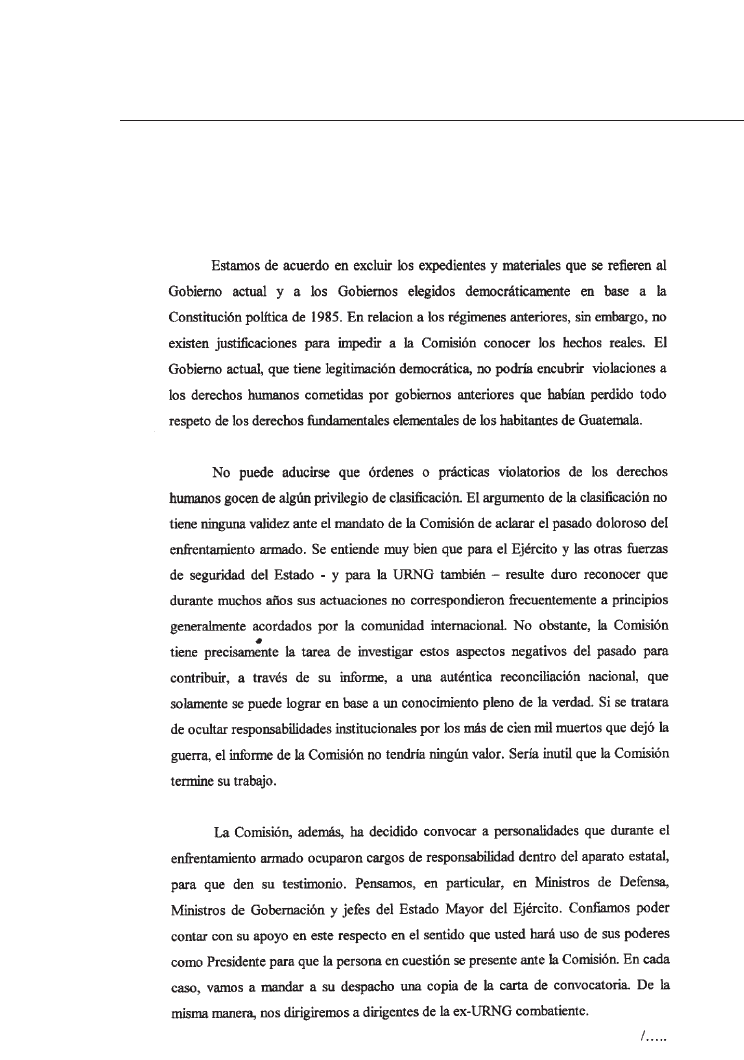 Estamos de acuerdo en excluir los expedientes y materiales que se refieren al
Gobierno actual y a los Gobiernos elegidos democráticamente en base a la
Constitución política de 1985. En relacion a los régimenes anteriores, sin embargo, no
existen justificaciones para impedir a la Comisión conocer los hechos reales. El
Gobierno actual, que tiene legitimación democrática, no podría encubrir violaciones a
los derechos humanos cometidas por gobiernos anteriores que habían perdido todo
respeto de los derechos fundamentales elementales de los habitantes de Guatemala.
No puede aducirse que órdenes o prácticas violatorios de los derechos
humanos gocen de algún privilegio de clasificación. El argumento de la clasificación no
tiene ninguna validez ante el mandato de la Comisión de aclarar el pasado doloroso del
enfrentamiento armado. Se entiende muy bien que para el Ejército y las otras fuerzas
de seguridad del Estado - y para la URNG también – resulte duro reconocer que
durante muchos años sus actuaciones no correspondieron frecuentemente a principios
generalmente acordados por la comunidad internacional. No obstante, la Comisión
tiene precisamente la tarea de investigar estos aspectos negativos del pasado para
contribuir, a través de su informe, a una auténtica reconciliación nacional, que
solamente se puede lograr en base a un conocimiento pleno de la verdad. Si se tratara
de ocultar responsabilidades institucionales por los más de cien mil muertos que dejó la
guerra, el informe de la Comisión no tendría ningún valor. Sería inutil que la Comisión
termine su trabajo.
La Comisión, además, ha decidido convocar a personalidades que durante el
enfrentamiento armado ocuparon cargos de responsabilidad dentro del aparato estatal,
para que den su testimonio. Pensamos, en particular, en Ministros de Defensa,
Ministros de Gobernación y jefes del Estado Mayor del Ejército. Confiamos poder
contar con su apoyo en este respecto en el sentido que usted hará uso de sus poderes
como Presidente para que la persona en cuestión se presente ante la Comisión. En cada
caso, vamos a mandar a su despacho una copia de la carta de convocatoria. De la
misma manera, nos dirigiremos a dirigentes de la ex-URNG combatiente.
/.....